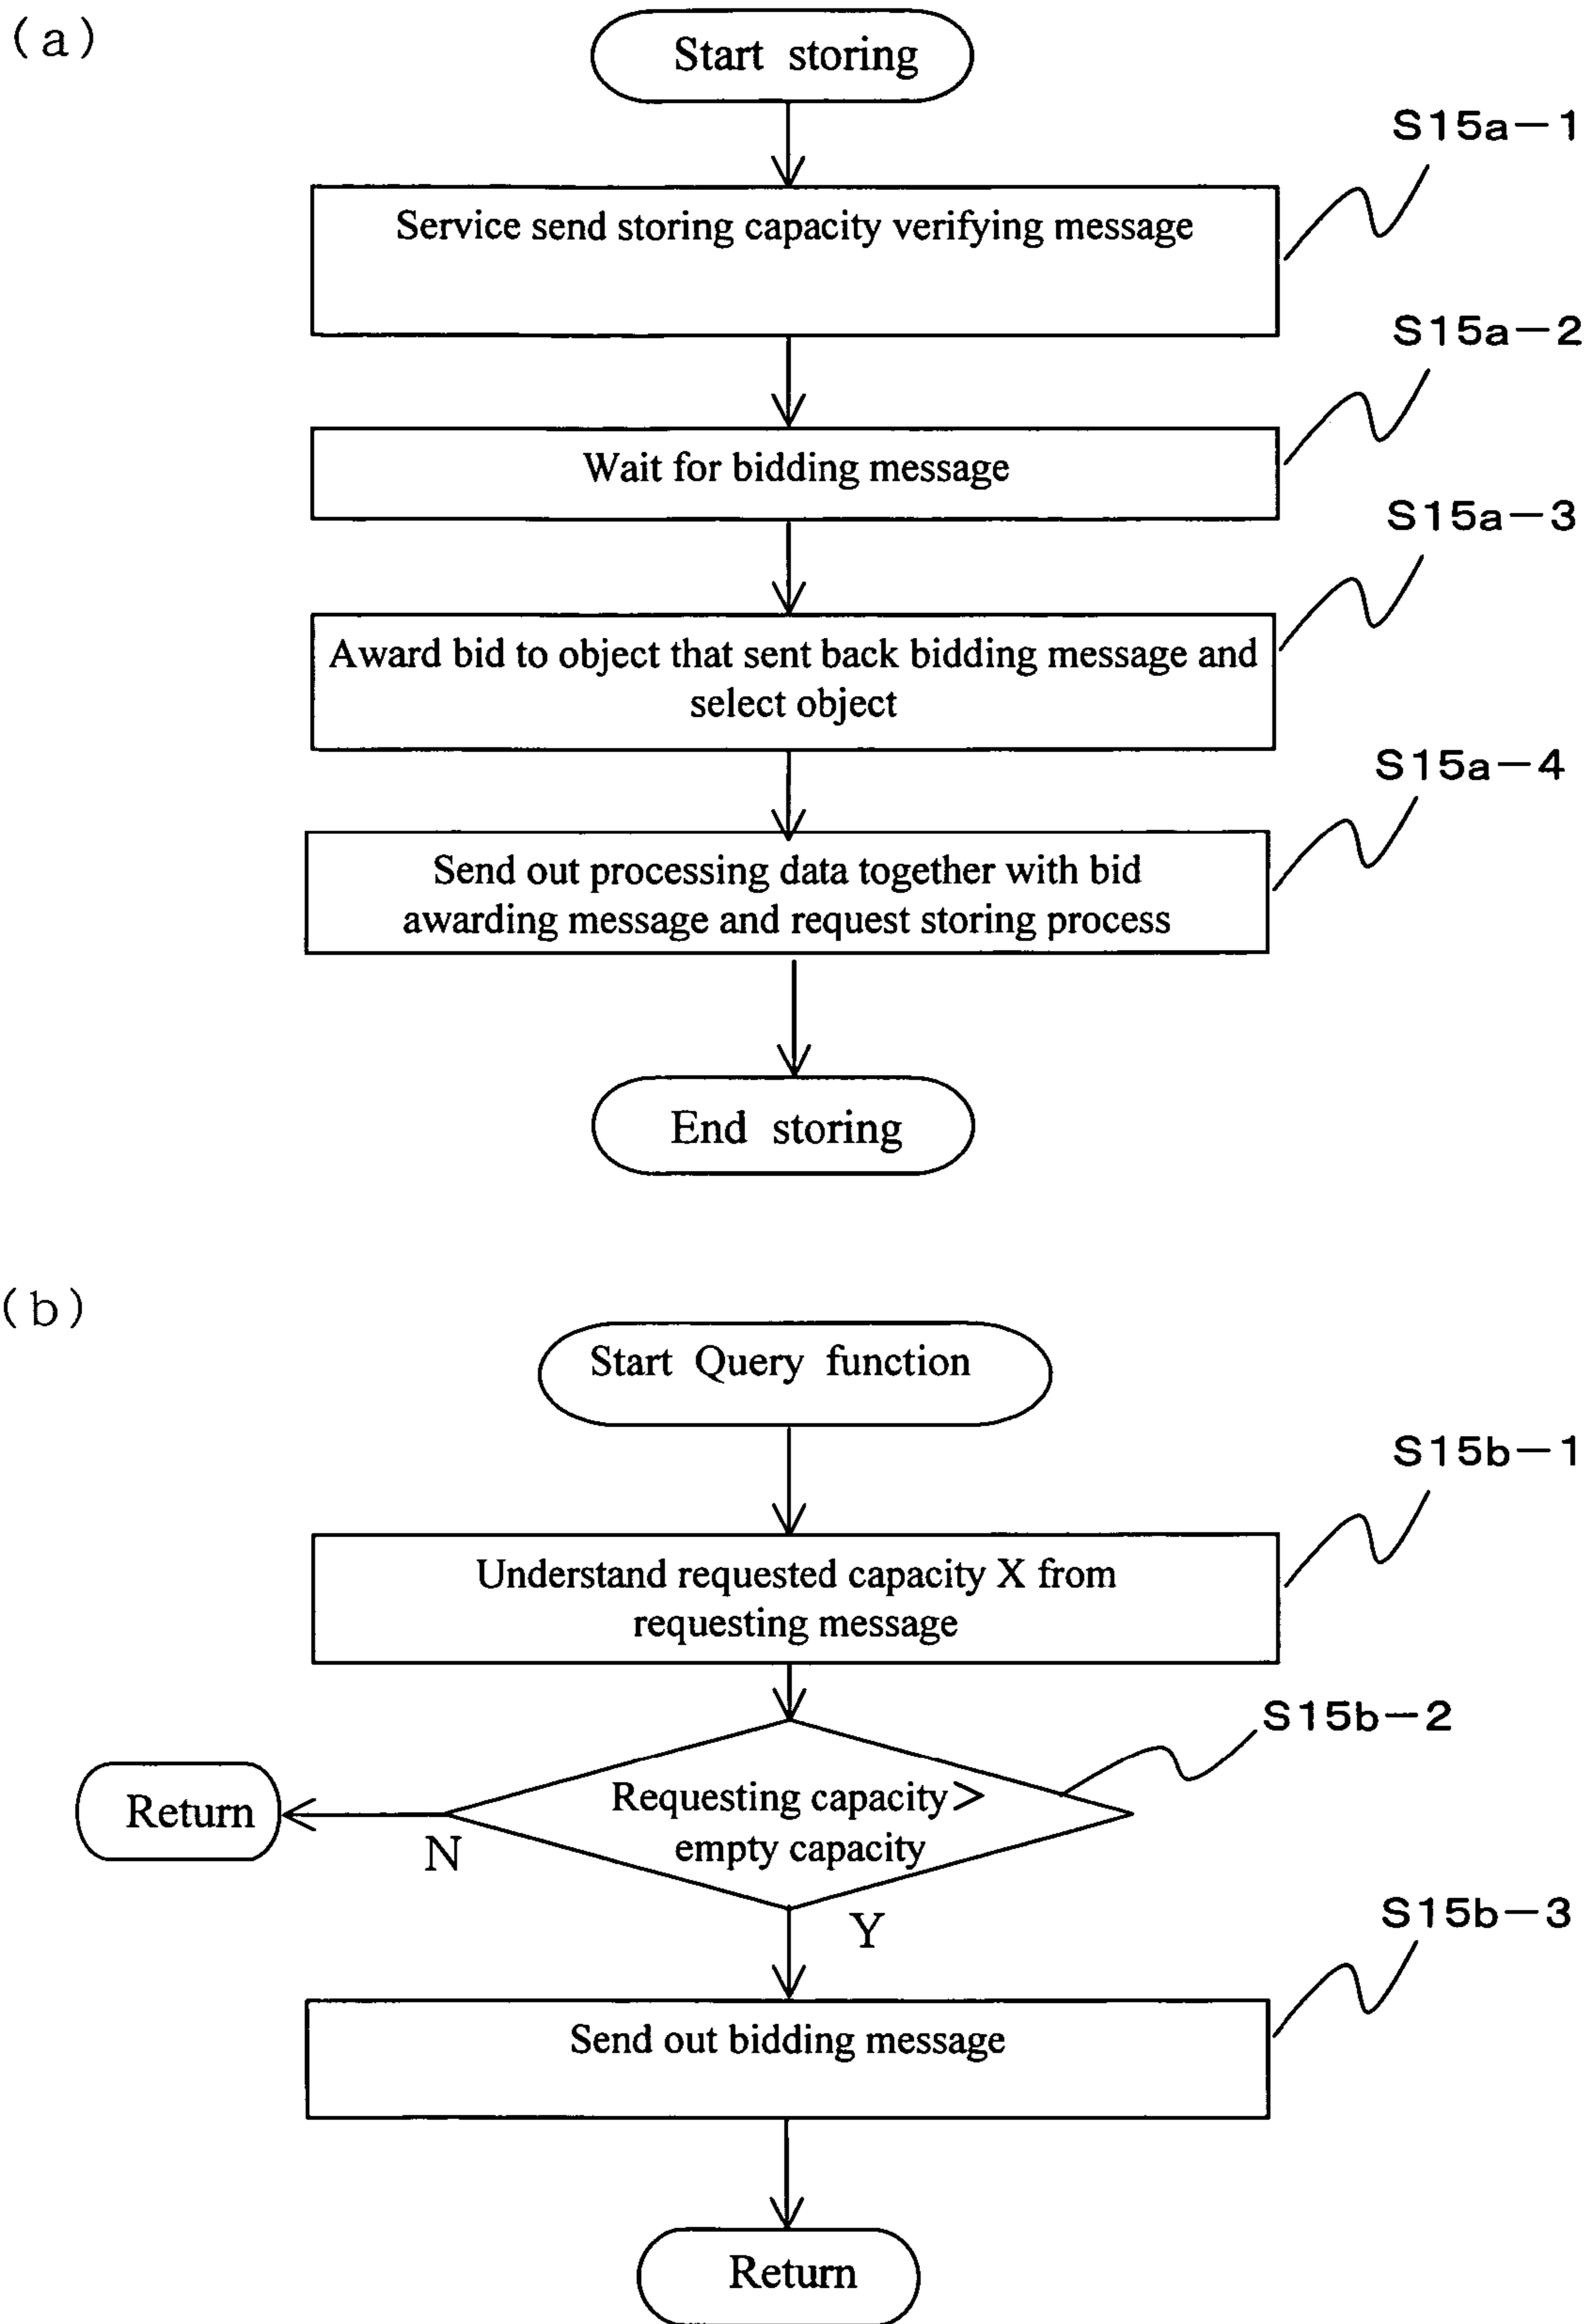 (a)
Start storing
S15a-1
Service send storing capacity verifying message
S15a-2
Wait for bidding message
S15a-3
Award bid to object that sent back bidding message and
select object
S15a-4
Send out processing data together with bid
awarding message and request storing process
End storing
(b)
Start Query function
S15b-1
Understand requested capacity X from
requesting message
S15b-2
Requesting capacity>
empty capacity
Return
N
Y
S15b-3
Send out bidding message
Return